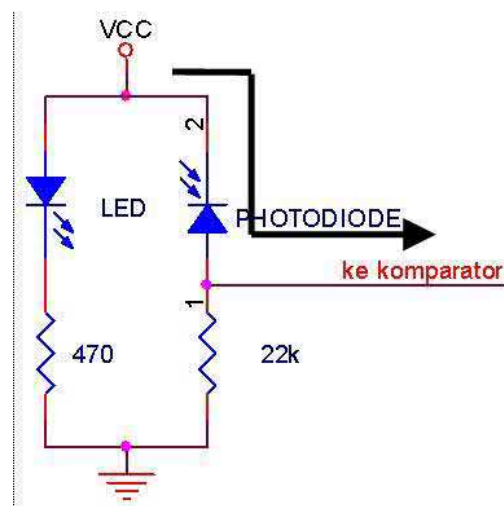 VCC
2
LED
PHOTODIODE
ke komparator
1
470
22k